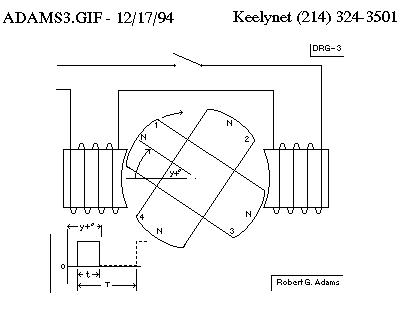 ADAMS3.GIF - 12/17/94 Keelynet (214) 324-3501
DRG-3
1
N
N
2
y+°
4
N
N
3
y+°
0
t
T
Robert G. Adams